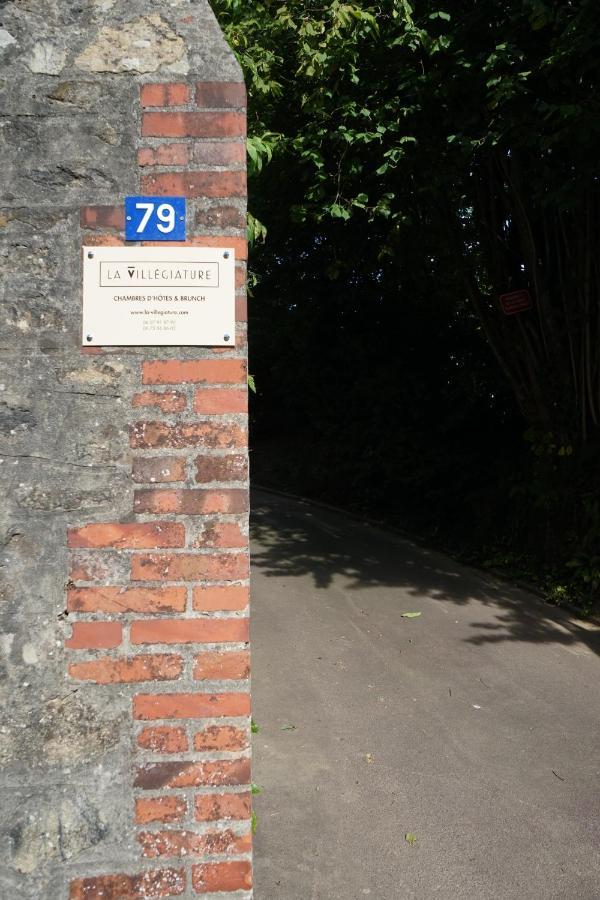 79
LA VILLÉGIATURE
CHAMBRES D'HÔTES & BRUNCH
www.la-villegiature.com